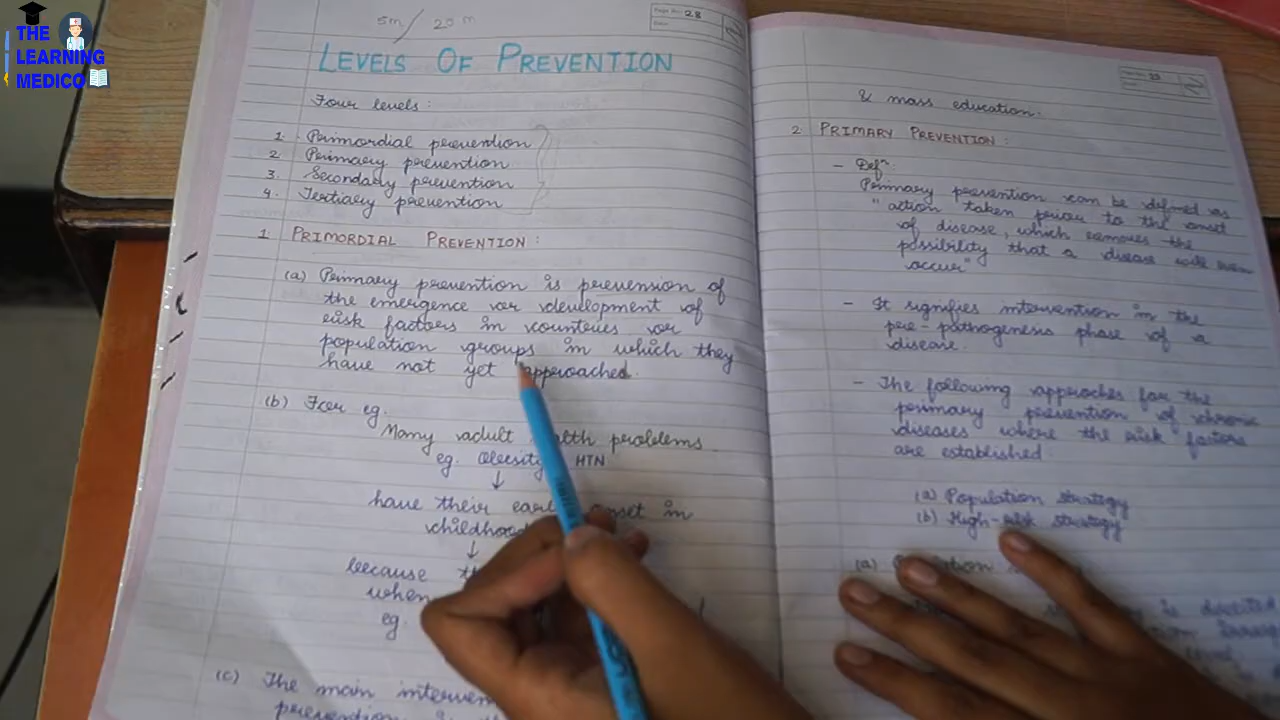 THE
LEARNING
MEDICO
5m / 20 m
Page No. 28
LEVELS OF PREVENTION
Four levels:
1. Primordial prevention
2. Primary prevention
3. Secondary prevention
4. Tertiary prevention
1 PRIMORDIAL PREVENTION:
(a) Primary prevention is prevension of
the emergence or development of
risk factors in countries or
population groups in which they
have not yet approached.
(b) For eg.
Many adult health problems
eg. Obesity HTN
↓
have their early onset in
childhood
↓
because
when
eg.
(c) The main interven
prevention
& mass education.
2 PRIMARY PREVENTION:
- Defn.
Primary prevention can be defined as
"action taken prior to the onset
of disease, which removes the
possibility that a disease will ever
occur"
- It signifies intervention in the
pre-pathogenesis phase of a
disease.
- The following approches for the
primary prevention of chronic
diseases where the risk factors
are established.
(a) Population strategy
(b) High-risk strategy
(a)
is directed